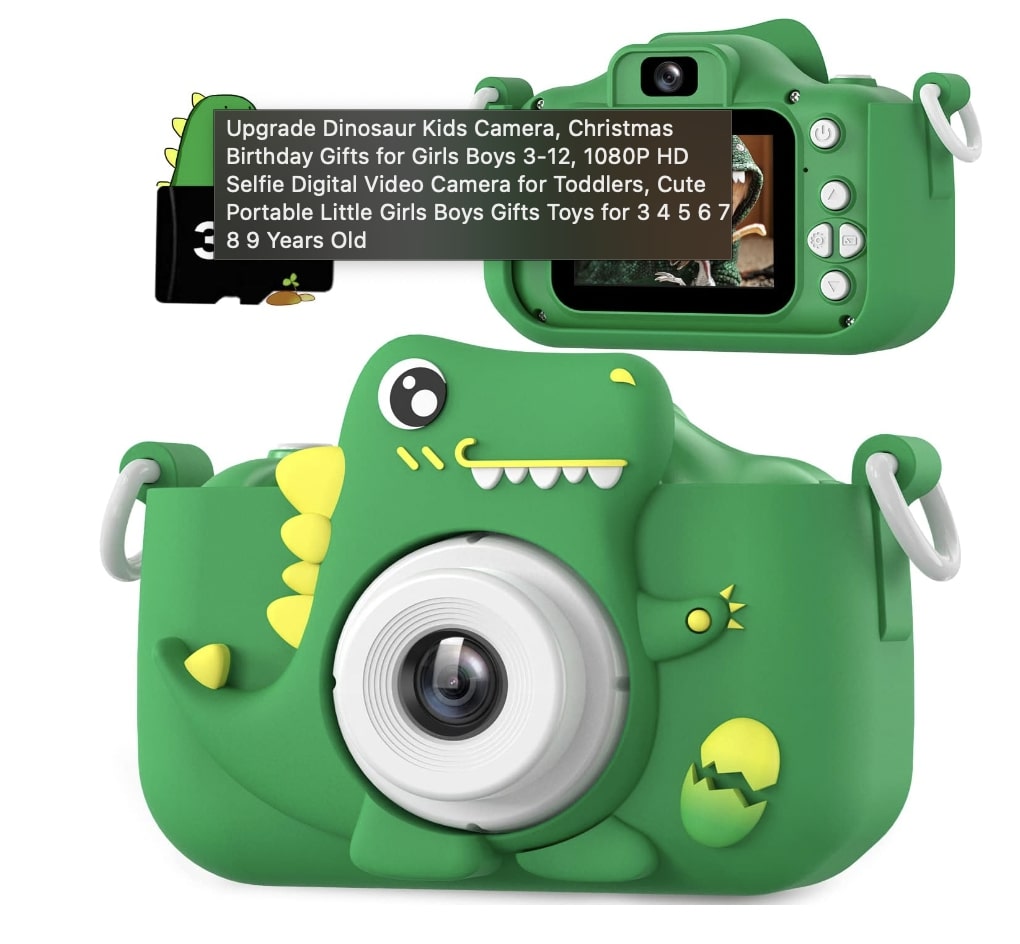 Upgrade Dinosaur Kids Camera, Christmas
Birthday Gifts for Girls Boys 3-12, 1080P HD
Selfie Digital Video Camera for Toddlers, Cute
Portable Little Girls Boys Gifts Toys for 3 4 5 6 7
8 9 Years Old
3